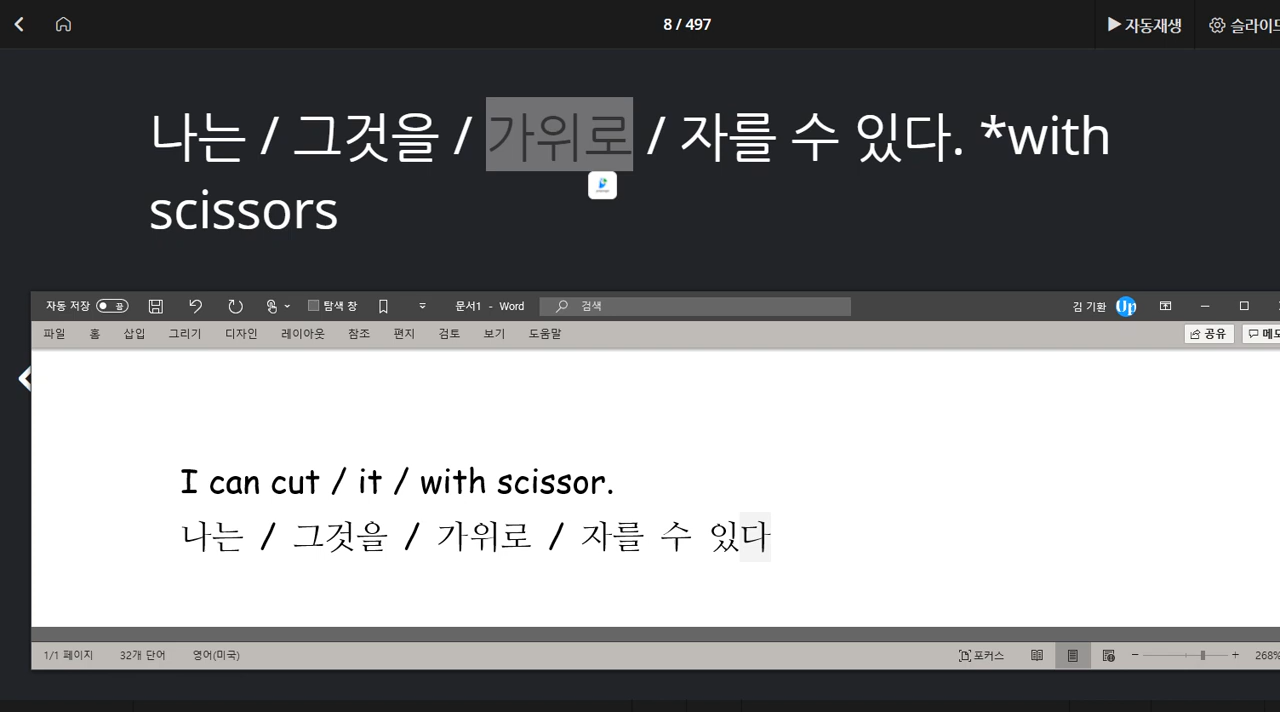 8 / 497
▶ 자동재생
나는 / 그것을 / 가위로 / 자를 수 있다. *with
scissors
자동 저장 끔
탐색 창
문서1 - Word
검색
김 기환
Up
파일 홈 삽입 그리기 디자인 레이아웃 참조 편지 검토 보기 도움말
공유
I can cut / it / with scissor.
나는 / 그것을 / 가위로 / 자를 수 있다
1/1 페이지 32개 단어 영어(미국)
포커스
268%